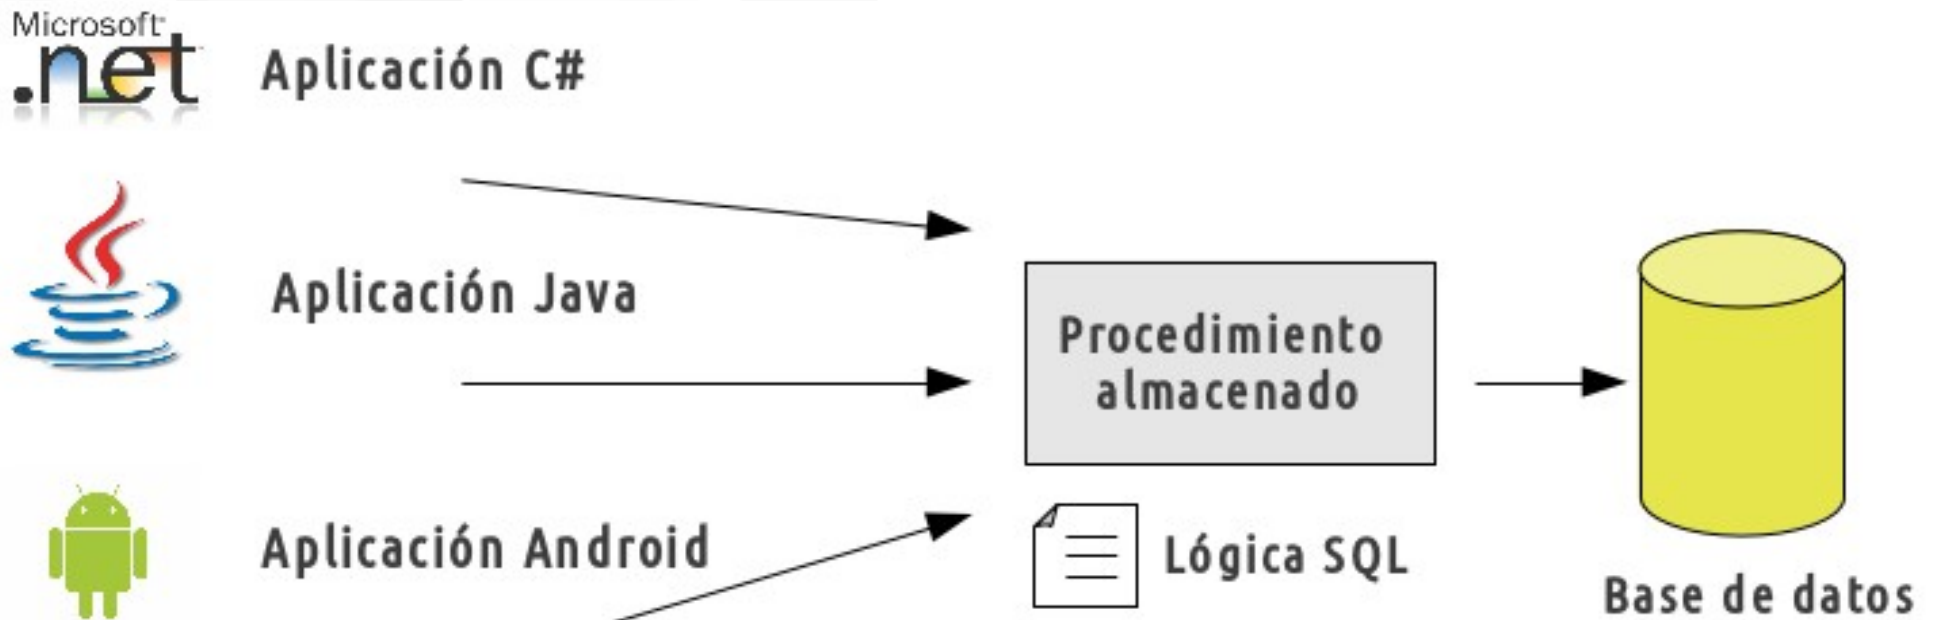 Microsoft
.net
Aplicación C#
Aplicación Java
Procedimiento
almacenado
Aplicación Android
Lógica SQL
Base de datos